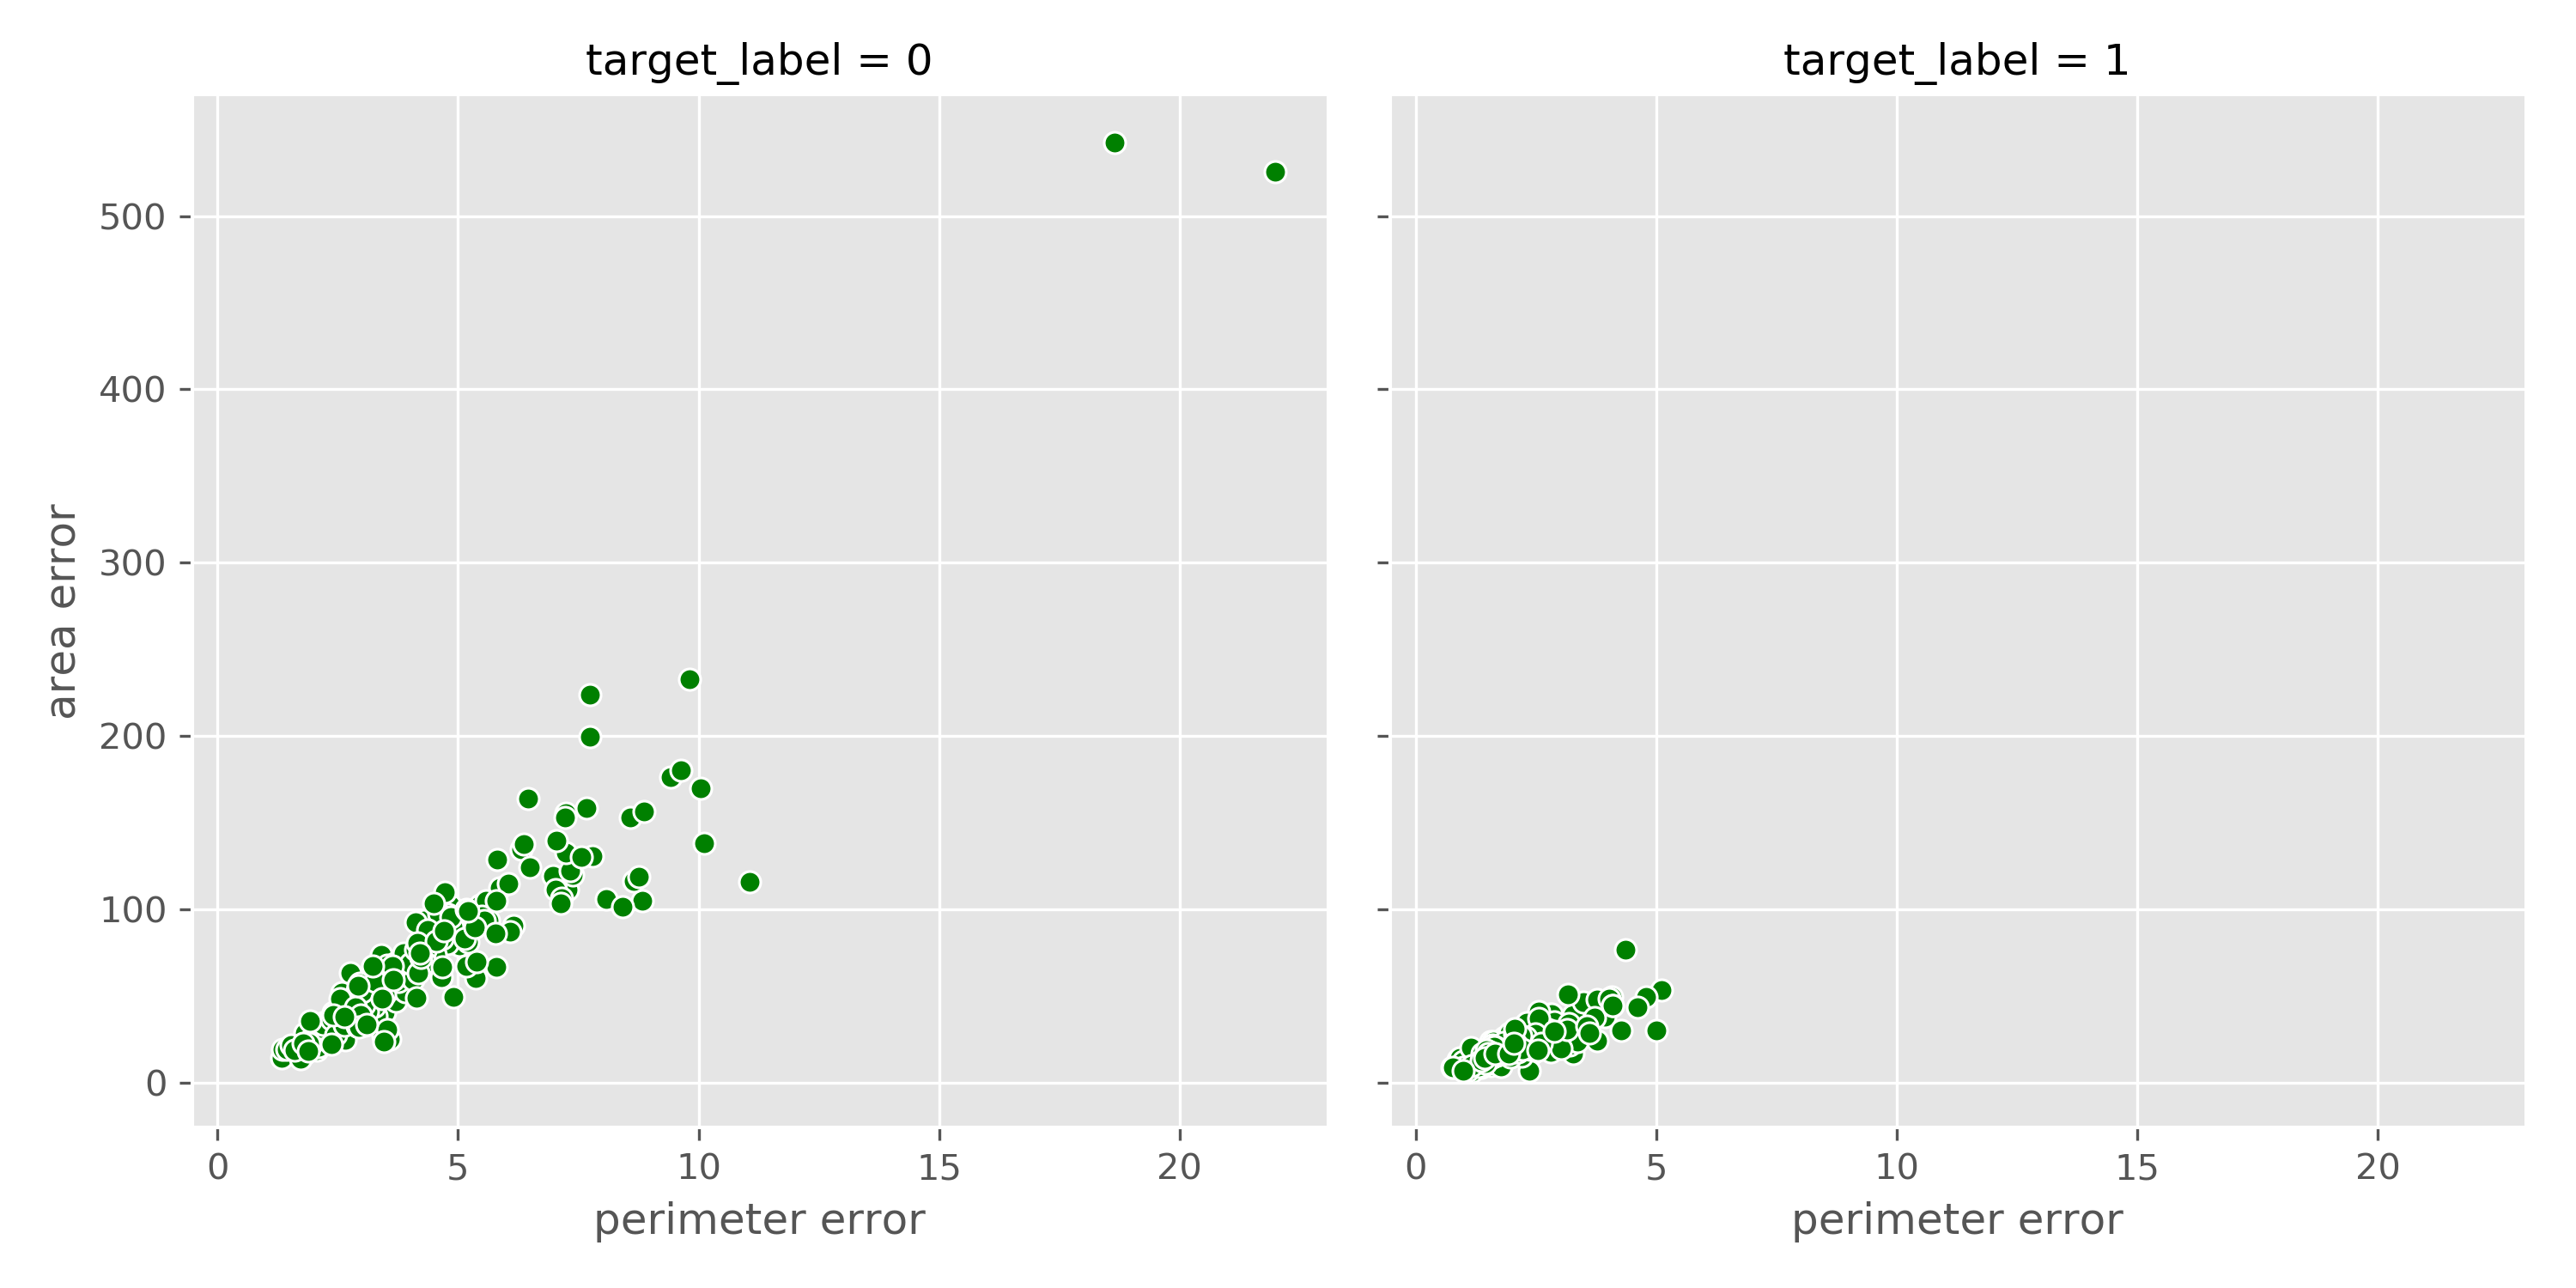 target_label = 0
target_label = 1
500
400
300
200
100
0
area error
0 5 10 15 20
0 5 10 15 20
perimeter error
perimeter error